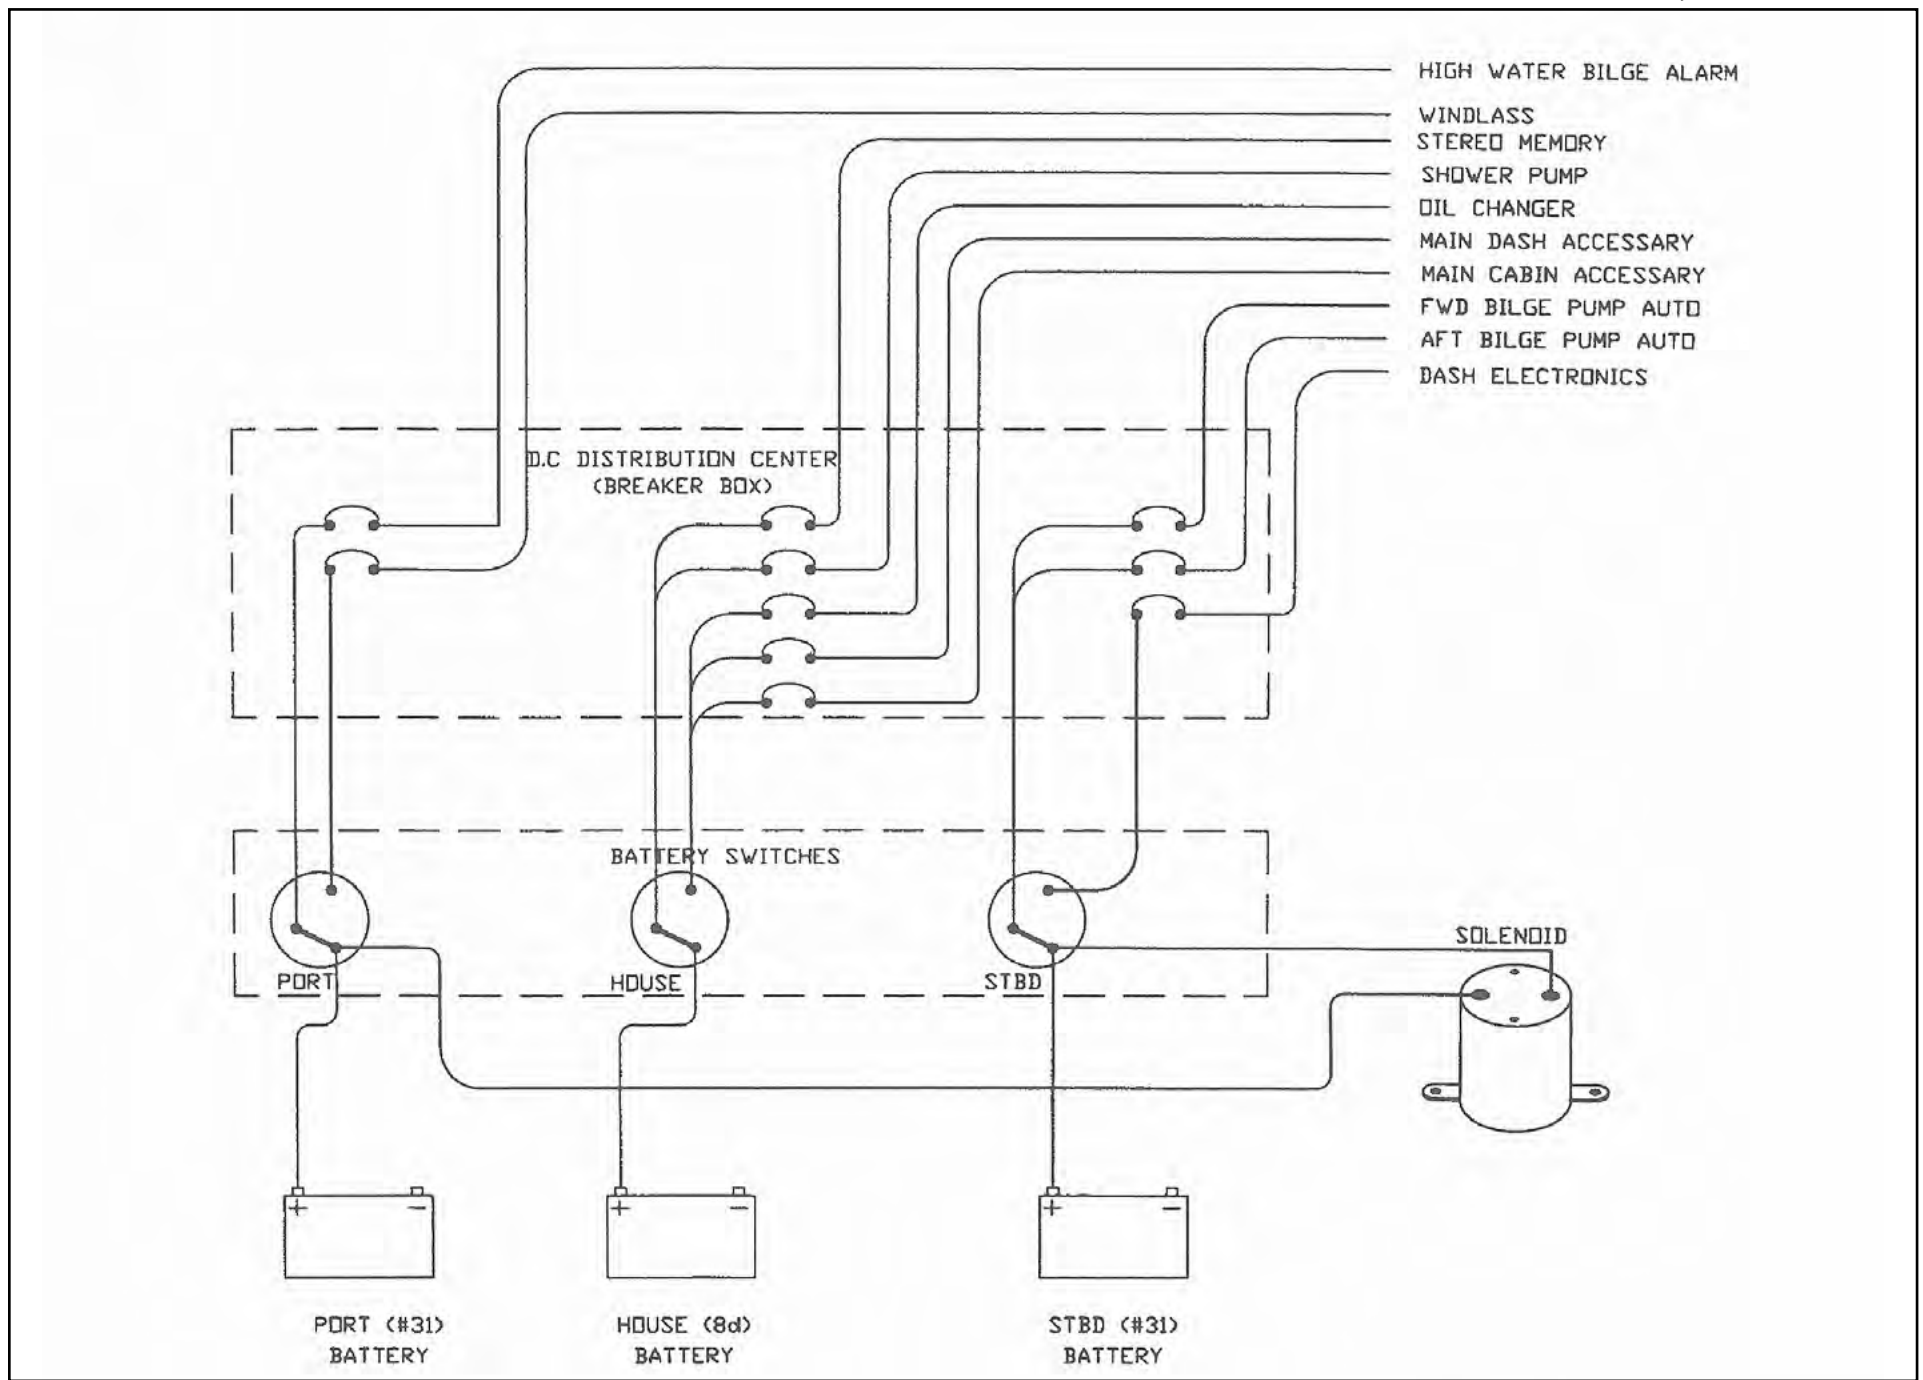 HIGH WATER BILGE ALARM
WINDLASS
STEREO MEMORY
SHOWER PUMP
OIL CHANGER
MAIN DASH ACCESSARY
MAIN CABIN ACCESSARY
FWD BILGE PUMP AUTO
AFT BILGE PUMP AUTO
DASH ELECTRONICS
D.C DISTRIBUTION CENTER
(BREAKER BOX)
BATTERY SWITCHES
SOLENOID
PORT
HOUSE
STBD
+ -
+ -
+ -
PORT (#31)
BATTERY
HOUSE (8d)
BATTERY
STBD (#31)
BATTERY